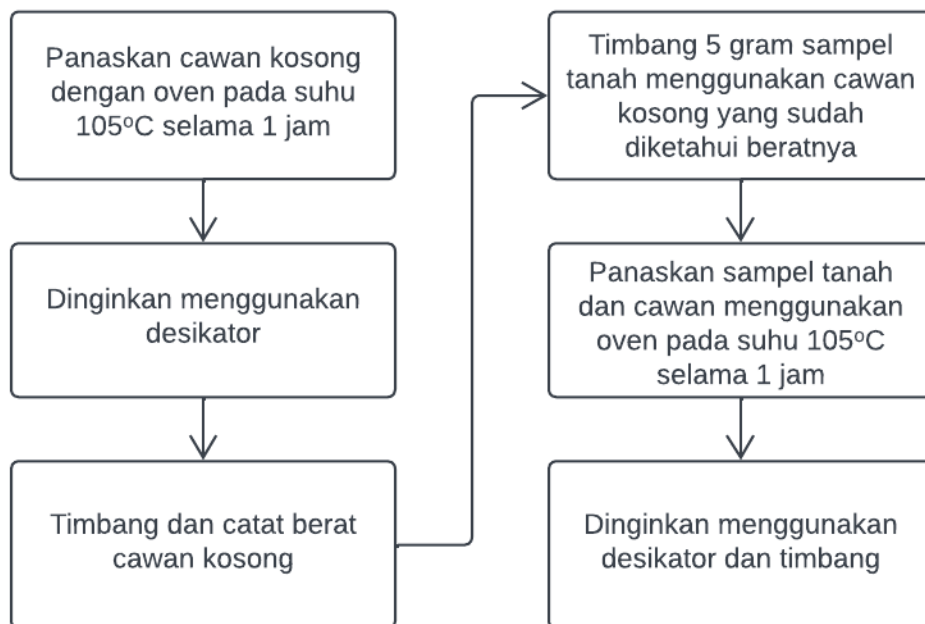 Panaskan cawan kosong
dengan oven pada suhu
105ºC selama 1 jam
Dinginkan menggunakan
desikator
Timbang dan catat berat
cawan kosong
Timbang 5 gram sampel
tanah menggunakan cawan
kosong yang sudah
diketahui beratnya
Panaskan sampel tanah
dan cawan menggunakan
oven pada suhu 105ºC
selama 1 jam
Dinginkan menggunakan
desikator dan timbang